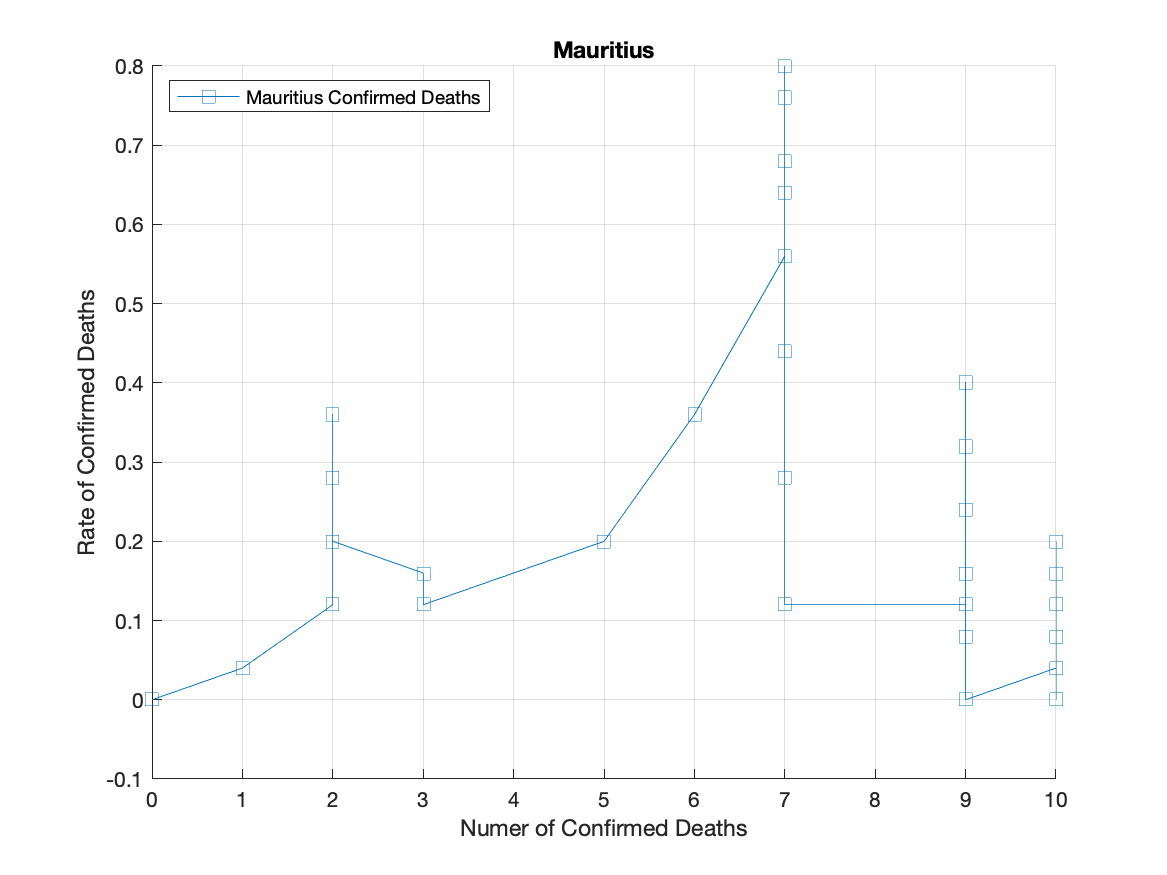 Mauritius
Mauritius Confirmed Deaths
0.8
0.7
0.6
0.5
0.4
0.3
0.2
0.1
0
-0.1
Rate of Confirmed Deaths
0 1 2 3 4 5 6 7 8 9 10
Numer of Confirmed Deaths